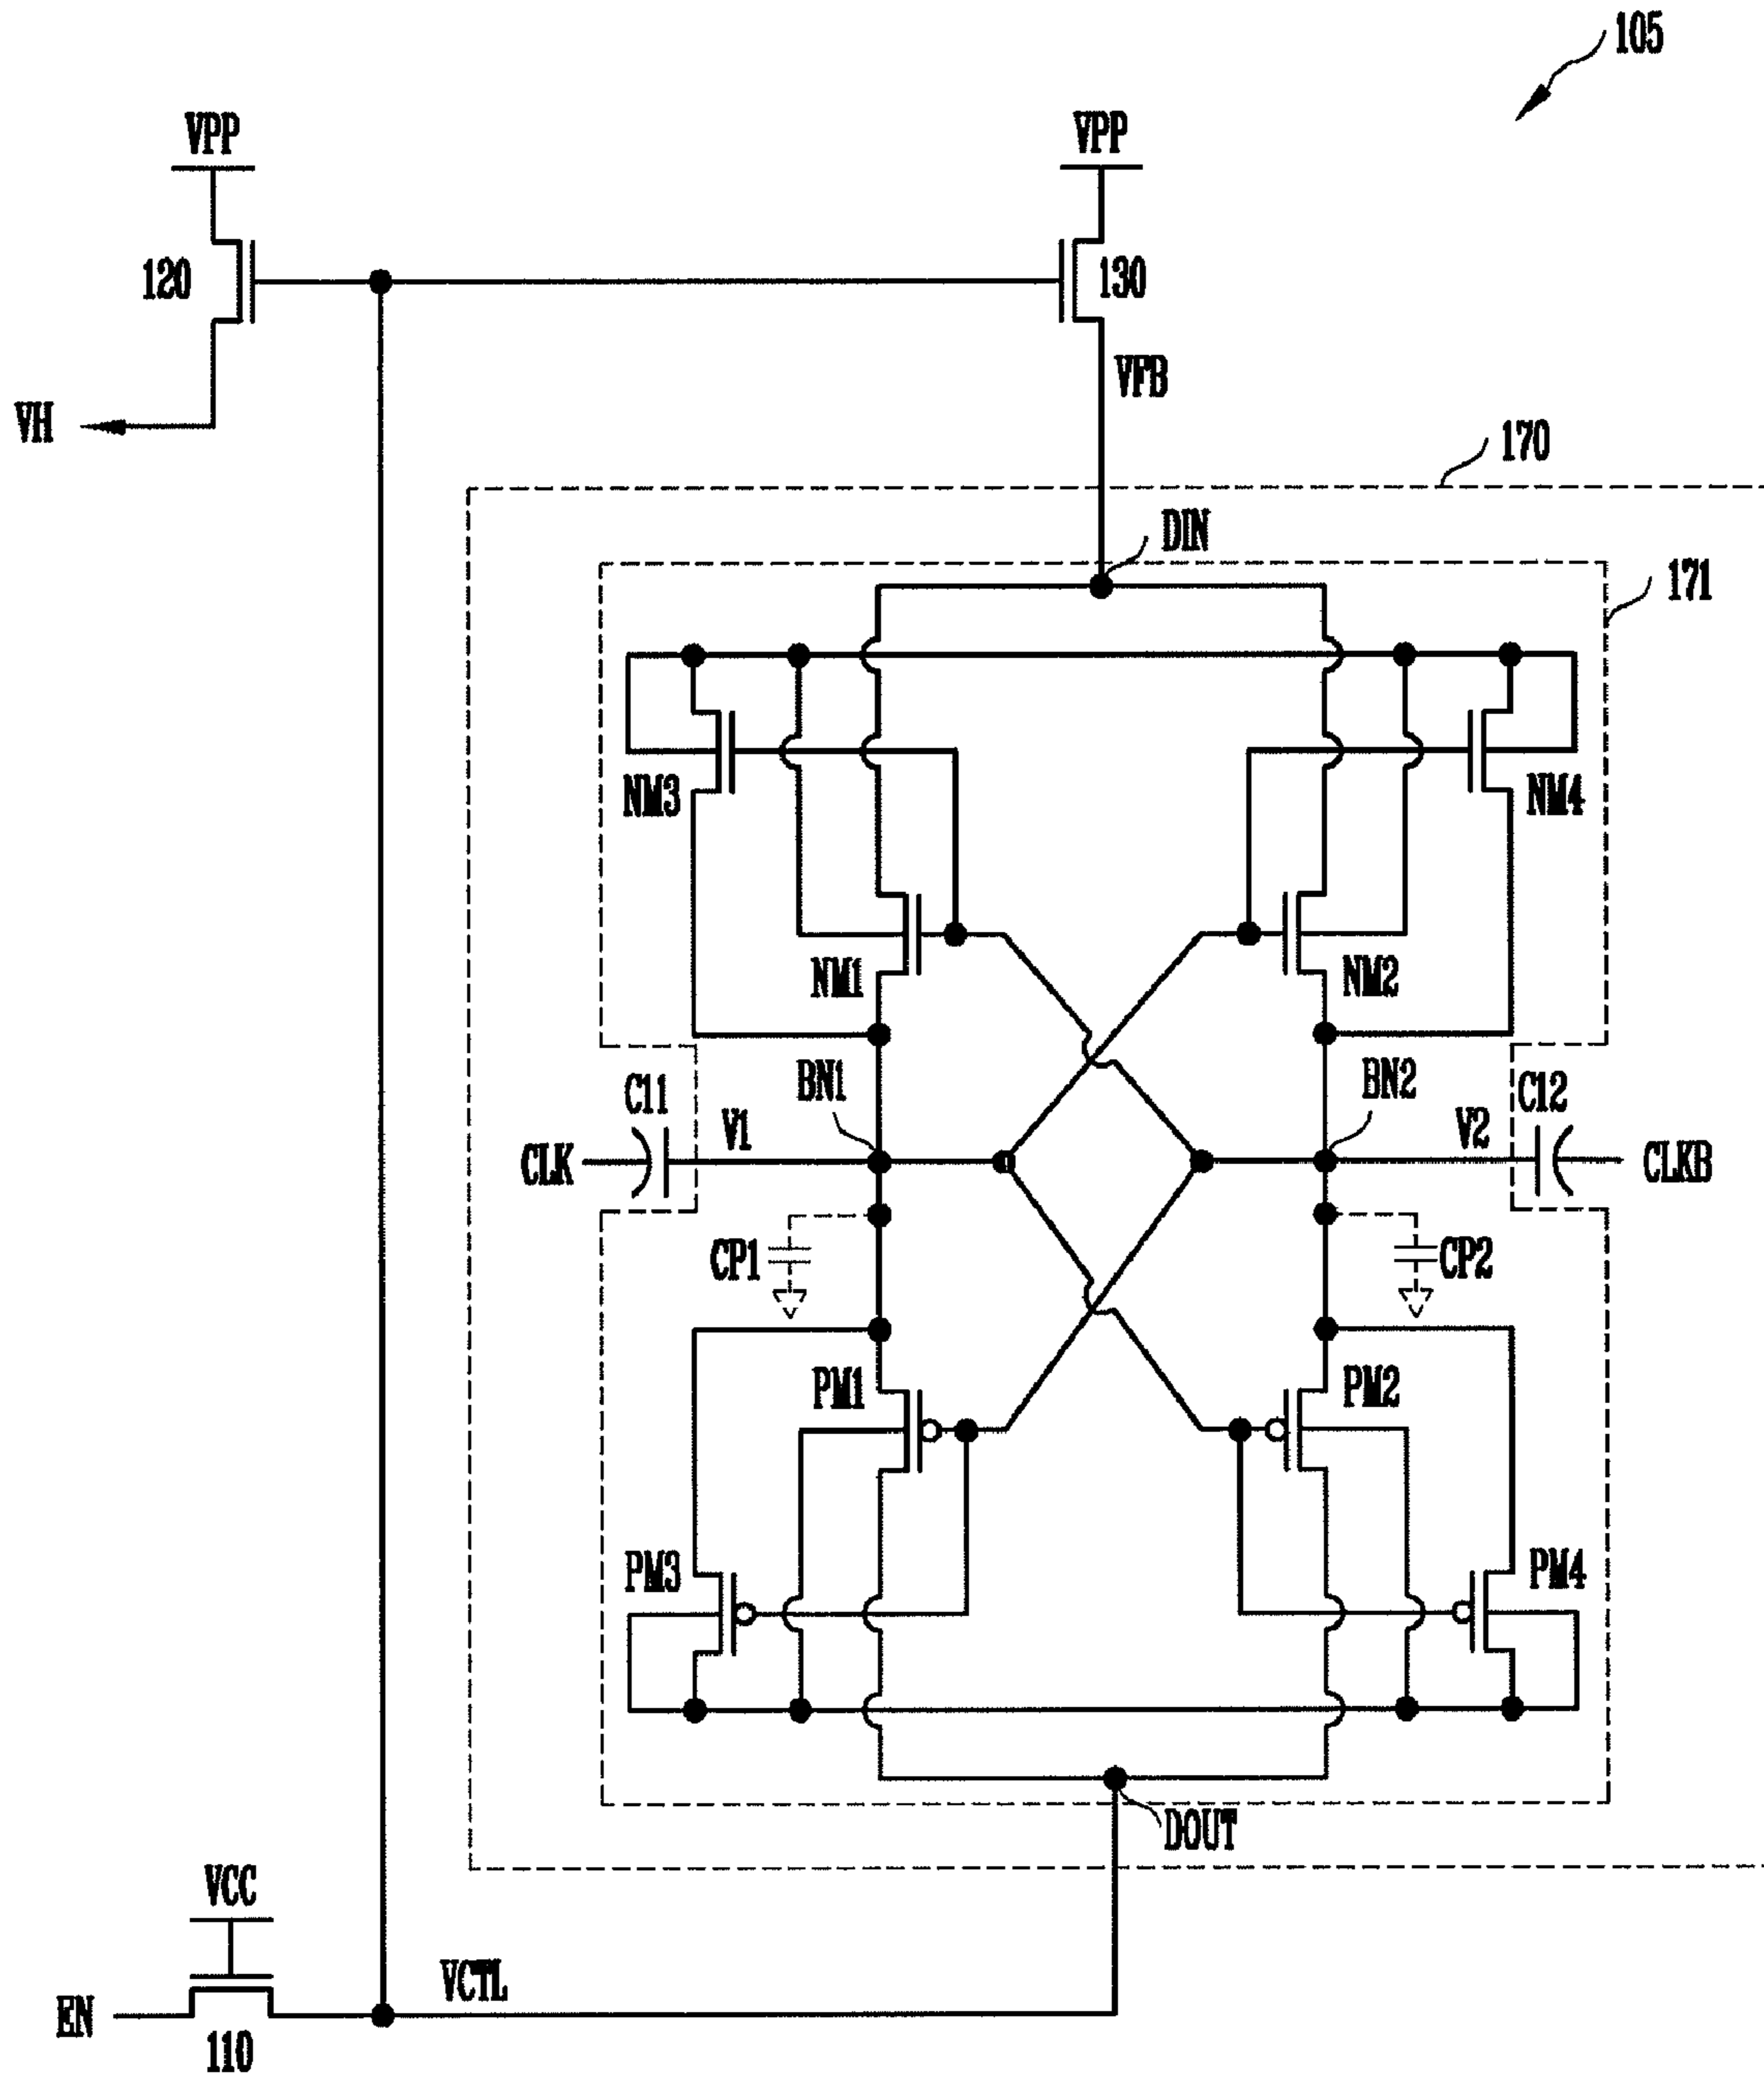 105
VPP
VPP
120
130
VFB
VH
170
DIN
171
NM3
NM4
NM1
NM2
BN1
BN2
C11
C12
V1
V2
CLK
CLKB
CP1
CP2
PM1
PM2
PM3
PM4
DOUT
VCC
VCTL
EN
110